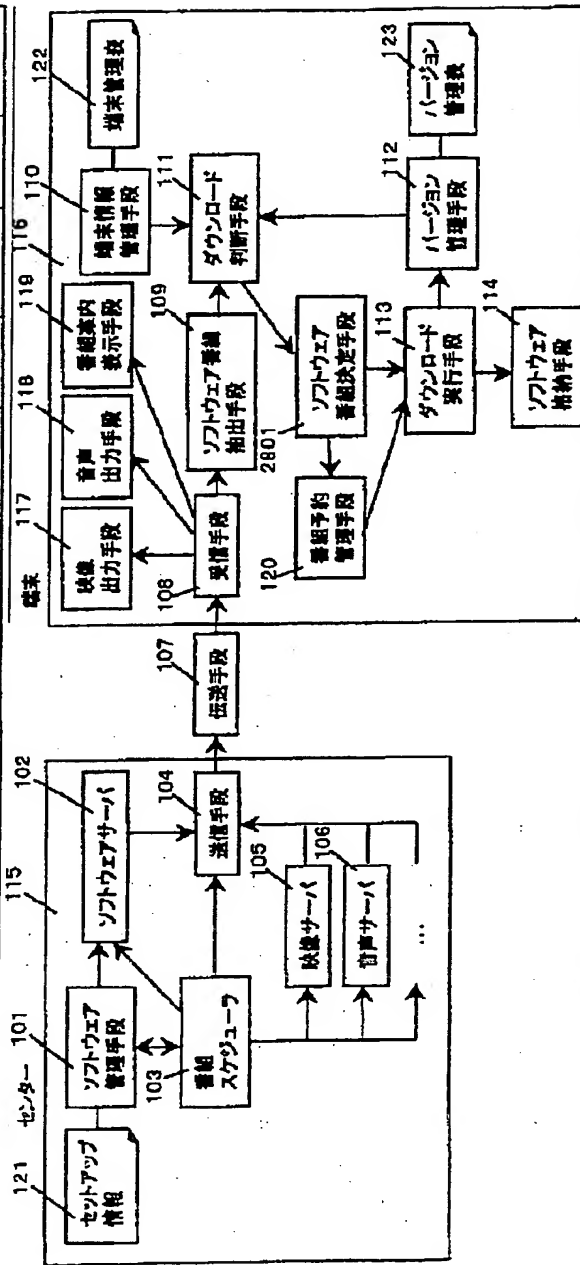 センター
115
121
セットアップ
情報
101
ソフトウェア
管理手段
102
ソフトウェアサーバ
103
番組
スケジューラ
104
送信手段
105
映像サーバ
106
音声サーバ
...
107
伝送手段
端末
116
117
映像
出力手段
118
音声
出力手段
119
番組案内
表示手段
110
端末情報
管理手段
122
端末管理表
108
受信手段
109
ソフトウェア番組
抽出手段
111
ダウンロード
判断手段
2801
ソフトウェア
番組決定手段
120
番組予約
管理手段
113
ダウンロード
実行手段
112
バージョン
管理手段
123
バージョン
管理表
114
ソフトウェア
格納手段